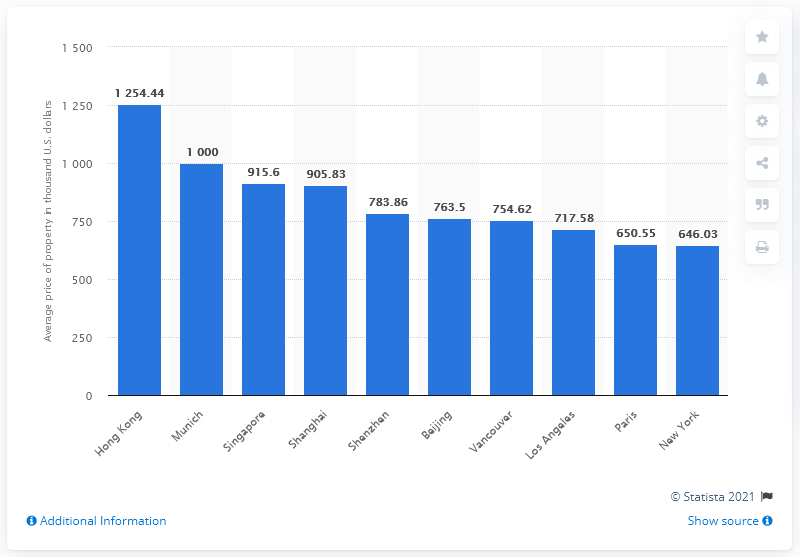 1 500
1 250
1 000
750
500
250
0
Average price of property in thousand U.S. dollars
1 254.44
1 000
915.6
905.83
783.86
763.5
754.62
717.58
650.55
646.03
Hong Kong
Munich
Singapore
Shanghai
Shenzhen
Beijing
Vancouver
Los Angeles
Paris
New York
© Statista 2021
Additional Information
Show source